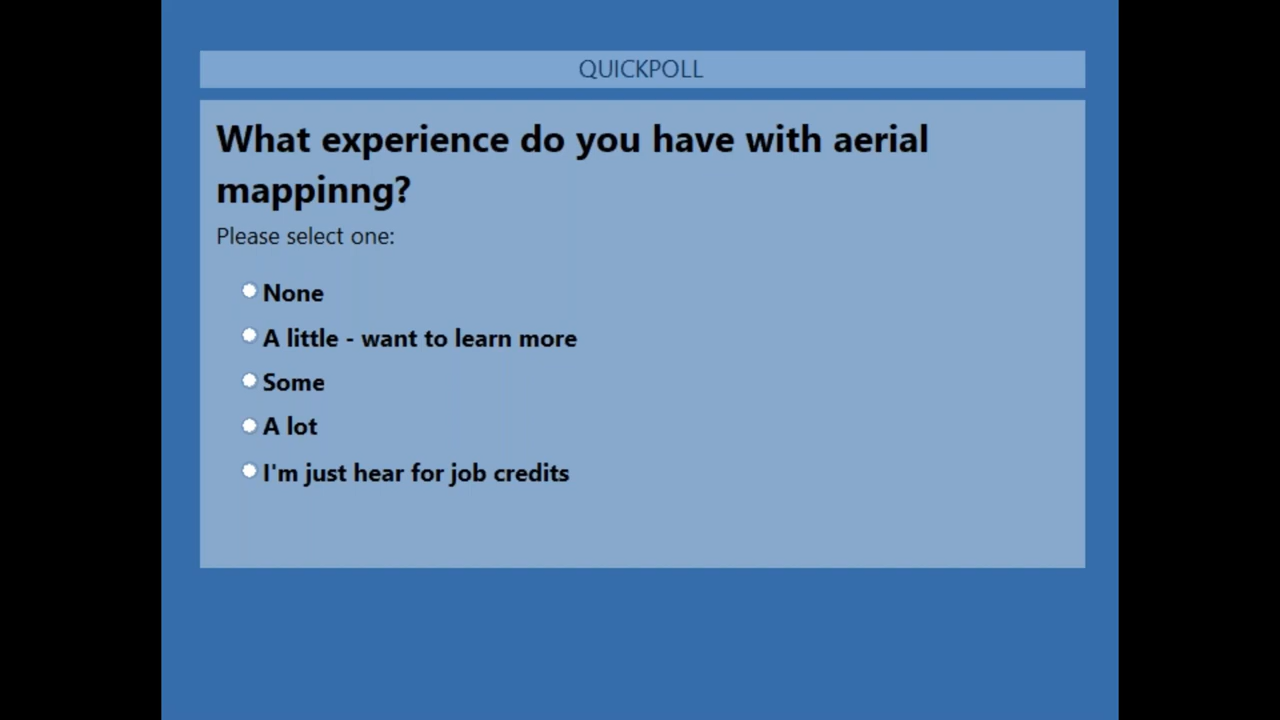 QUICKPOLL
What experience do you have with aerial
mappinng?
Please select one:
None
A little - want to learn more
Some
A lot
I'm just hear for job credits